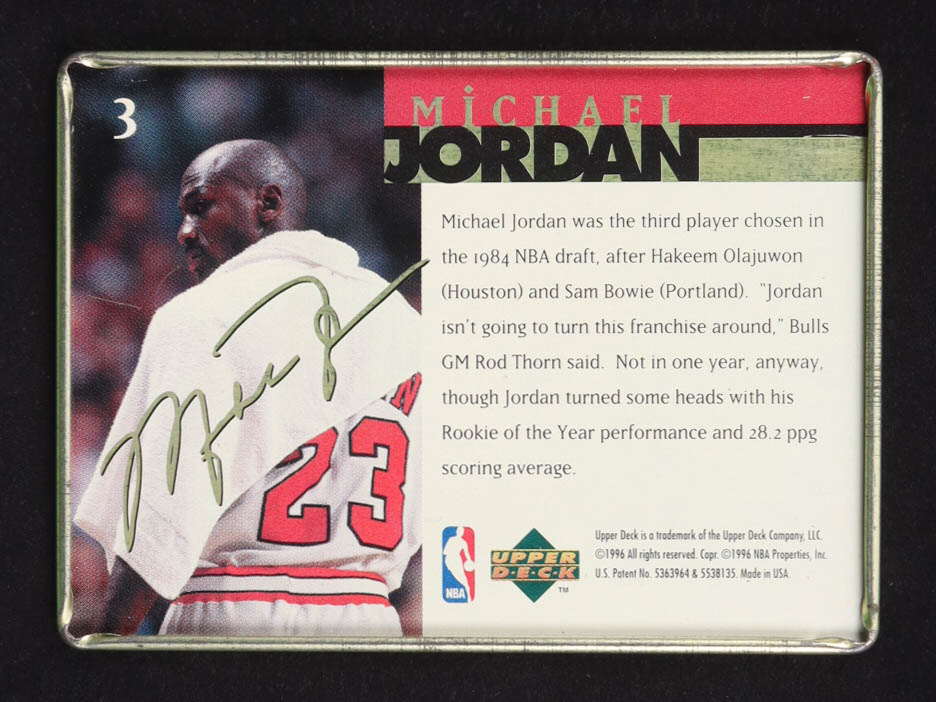 3
MiCHAEL
JORDAN
Michael Jordan was the third player chosen in
the 1984 NBA draft, after Hakeem Olajuwon
(Houston) and Sam Bowie (Portland).  "Jordan
isn't going to turn this franchise around," Bulls
GM Rod Thorn said.  Not in one year, anyway,
though Jordan turned some heads with his
Rookie of the Year performance and 28.2 ppg
scoring average.
N
23
NBA
UPPER
D·E·C·K
TM
Upper Deck is a trademark of the Upper Deck Company, LLC.
©1996 All rights reserved. Copr. ©1996 NBA Properties, Inc.
U.S. Patent No. 5363964 & 5538135. Made in USA.